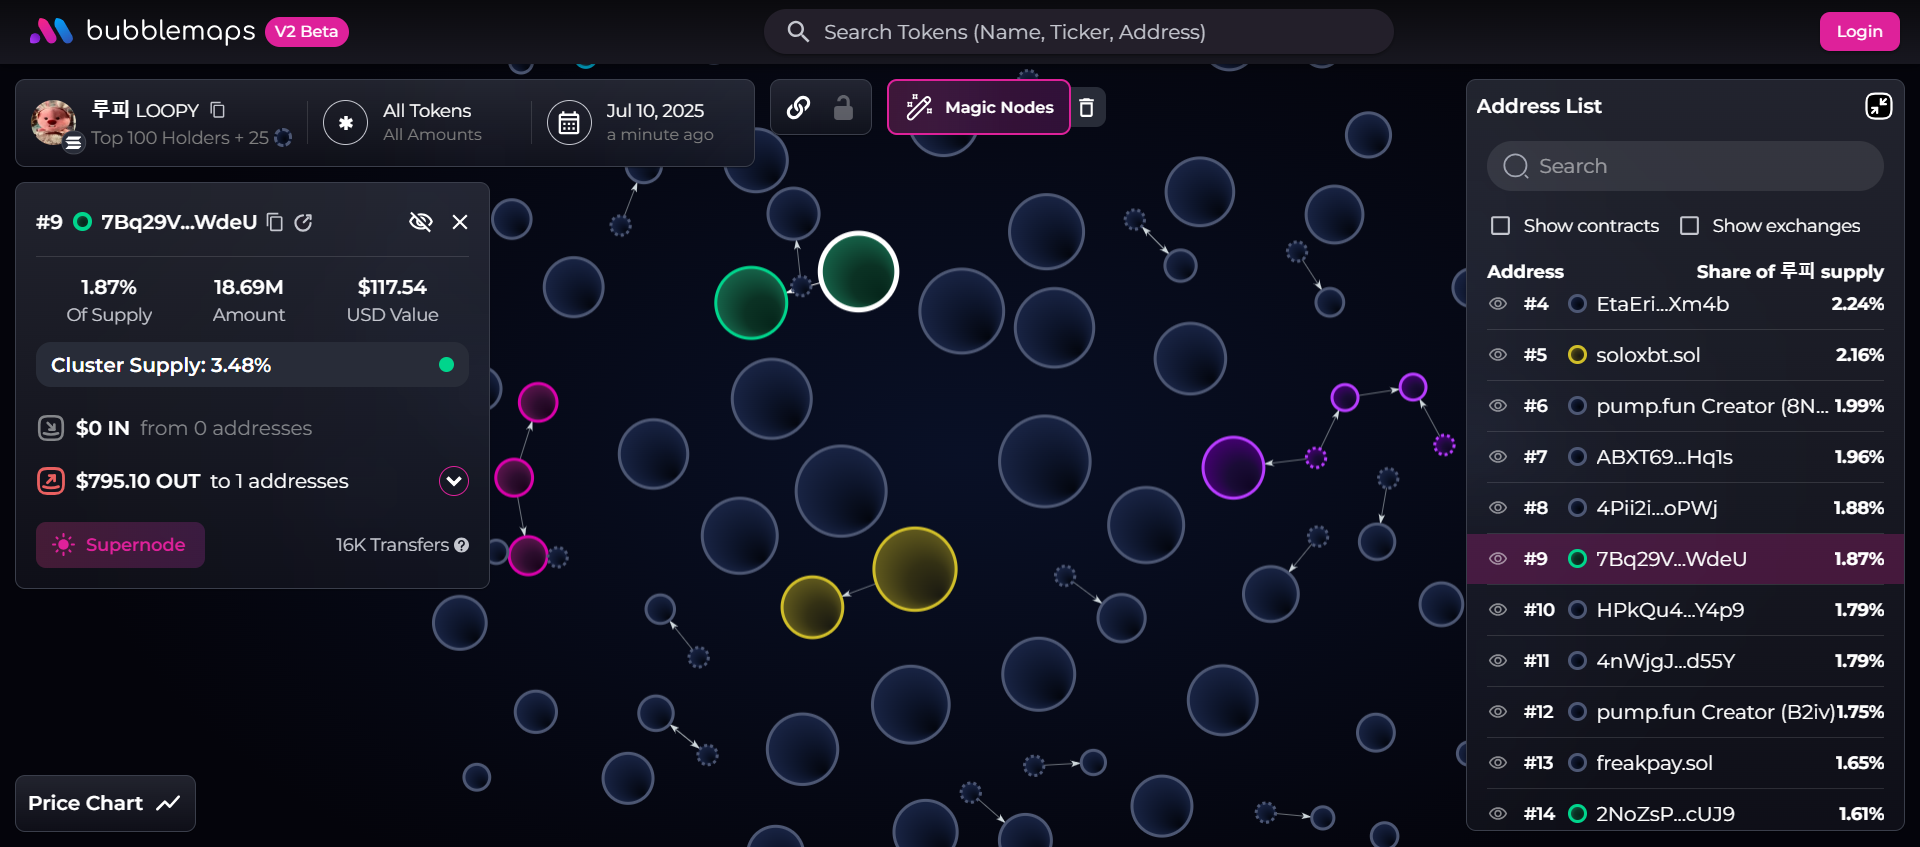 bubblemaps V2 Beta
Search Tokens (Name, Ticker, Address)
Login
루피 LOOPY
Top 100 Holders + 25
All Tokens
All Amounts
Jul 10, 2025
a minute ago
Magic Nodes
#9 7Bq29V...WdeU
1.87% 18.69M $117.54
Of Supply Amount USD Value
Cluster Supply: 3.48%
$0 IN from 0 addresses
$795.10 OUT to 1 addresses
Supernode 16K Transfers ?
Price Chart
Address List
Search
Show contracts Show exchanges
Address Share of 루피 supply
#4 EtaEri...Xm4b 2.24%
#5 soloxbt.sol 2.16%
#6 pump.fun Creator (8N... 1.99%
#7 ABXT69...Hq1s 1.96%
#8 4Pii2i...oPWj 1.88%
#9 7Bq29V...WdeU 1.87%
#10 HPkQu4...Y4p9 1.79%
#11 4nWjgJ...d55Y 1.79%
#12 pump.fun Creator (B2iv) 1.75%
#13 freakpay.sol 1.65%
#14 2NoZsP...cUJ9 1.61%